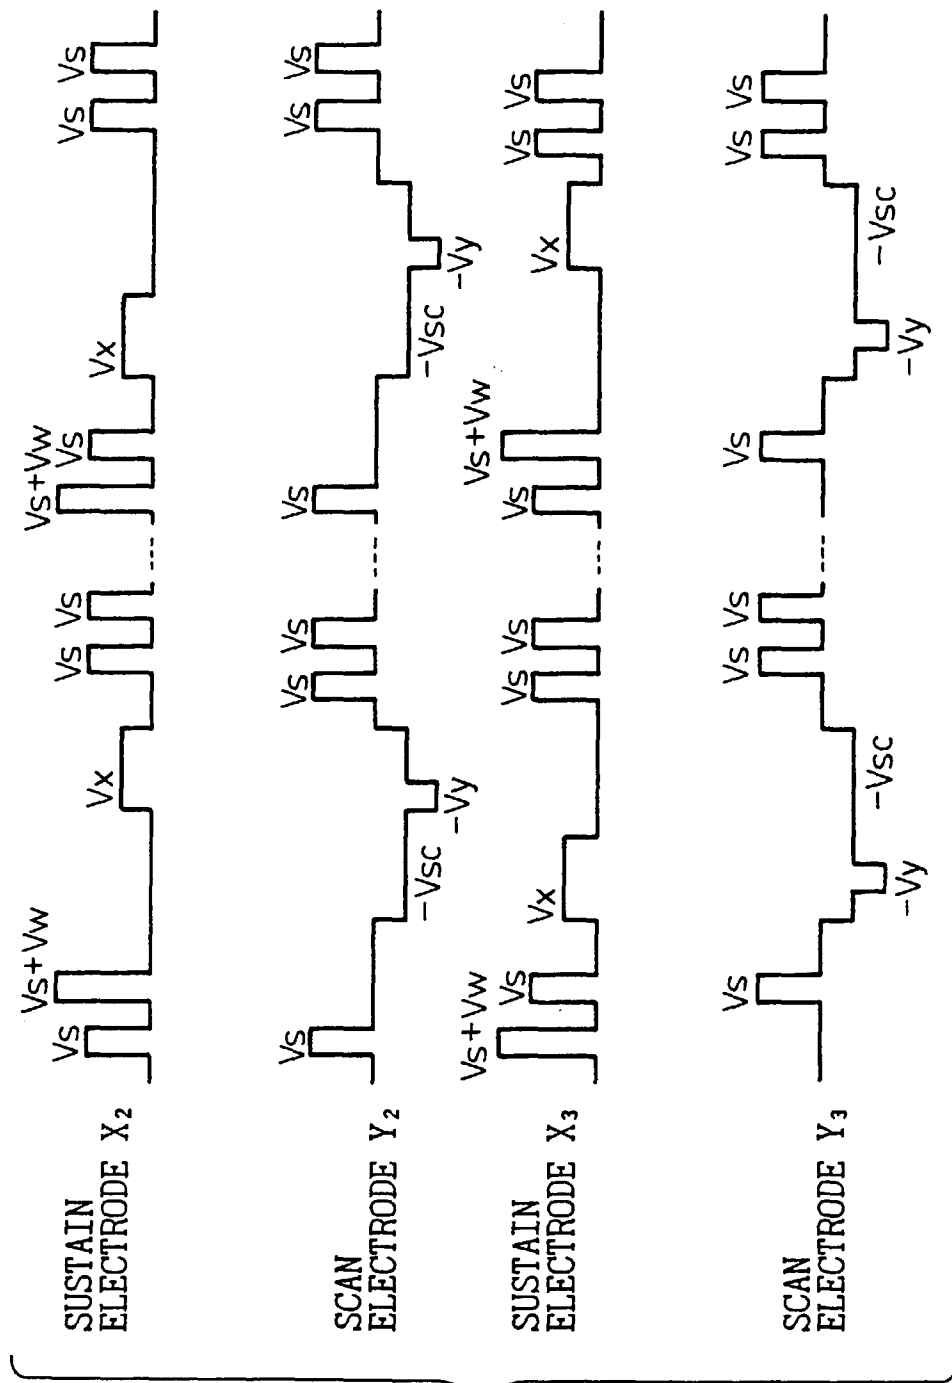 Vs Vs+Vw Vx Vs Vs Vs+Vw Vs Vx Vs Vs
SUSTAIN
ELECTRODE X2
Vs Vs Vs Vs Vs Vs
SCAN
ELECTRODE Y2
-Vsc -Vy -Vsc -Vy
Vs+Vw Vs Vx Vs Vs Vs Vs+Vw Vx Vs Vs
SUSTAIN
ELECTRODE X3
Vs Vs Vs Vs Vs Vs
SCAN
ELECTRODE Y3
-Vy -Vsc -Vy -Vsc